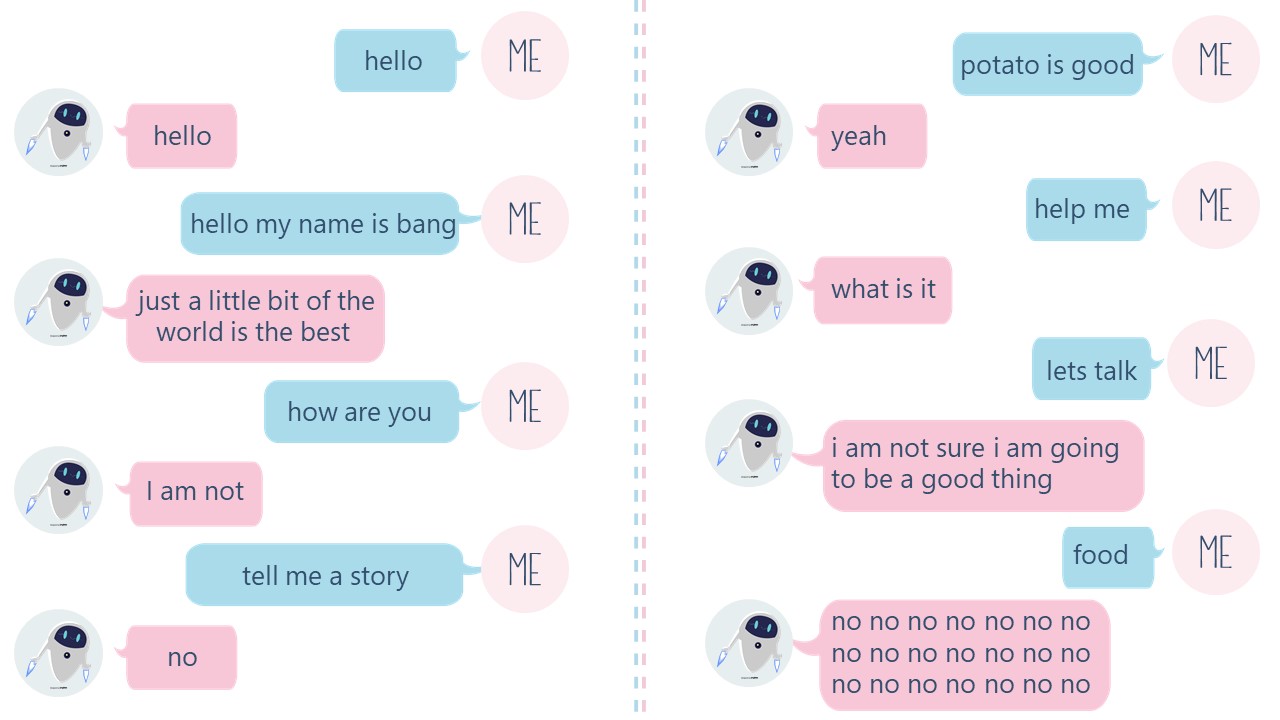 hello
ME
hello
hello my name is bang
ME
just a little bit of the
world is the best
how are you
ME
I am not
tell me a story
ME
no
potato is good
ME
yeah
help me
ME
what is it
lets talk
ME
i am not sure i am going
to be a good thing
food
ME
no no no no no no no
no no no no no no no
no no no no no no no